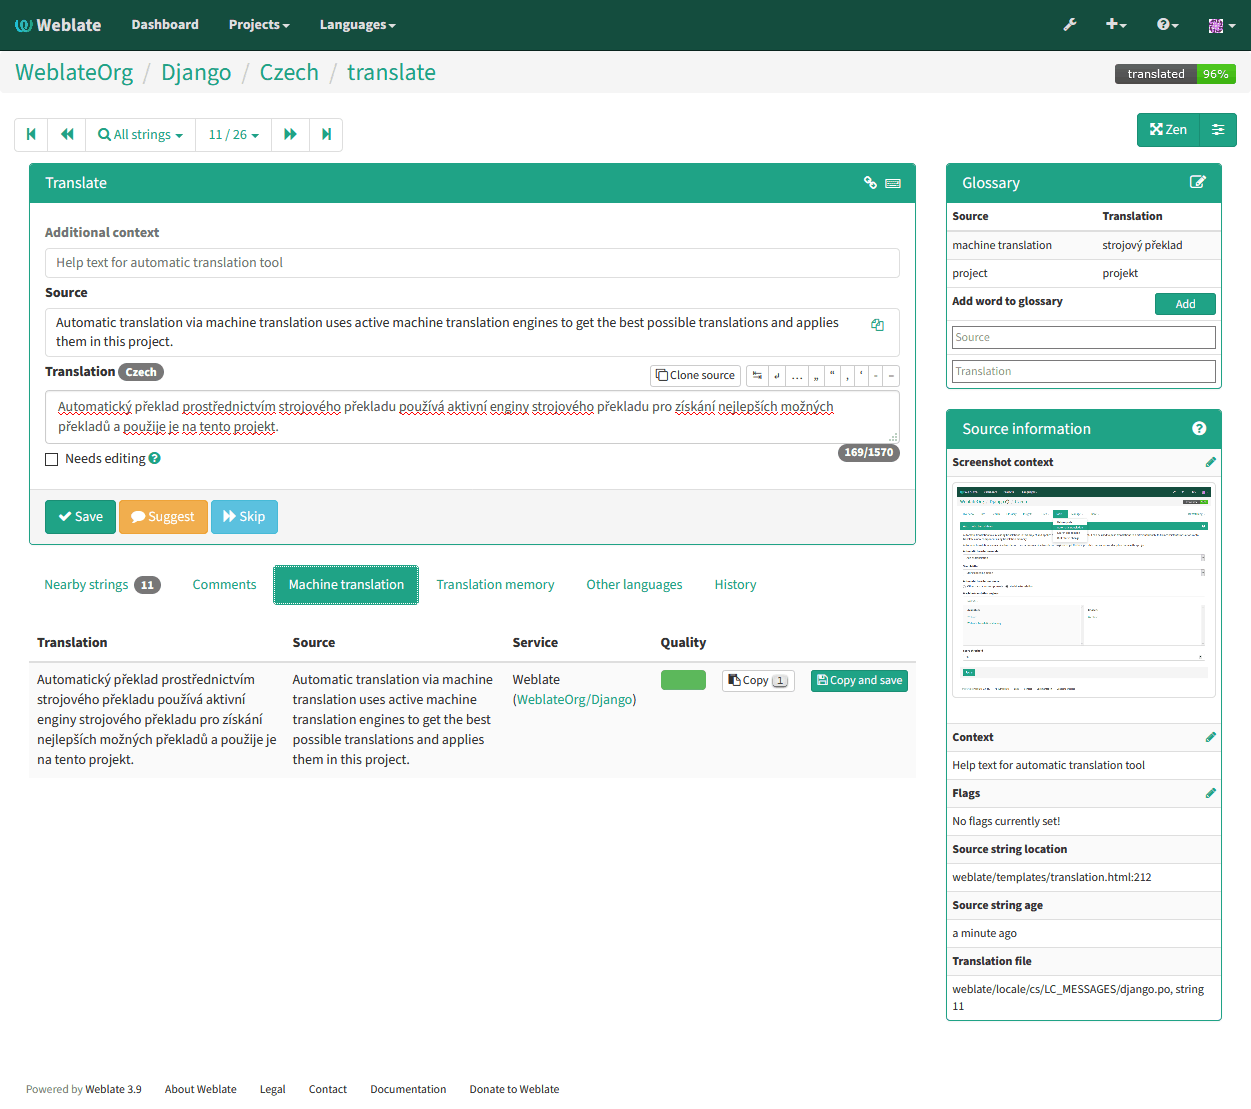 Weblate Dashboard Projects Languages
WeblateOrg / Django / Czech / translate
translated 96%
All strings 11 / 26
Zen
Translate
Additional context
Help text for automatic translation tool
Source
Automatic translation via machine translation uses active machine translation engines to get the best possible translations and applies
them in this project.
Translation Czech
Clone source … „ “ ‚ ‘ - –
Automatický překlad prostřednictvím strojového překladu používá aktivní enginy strojového překladu pro získání nejlepších možných
překladů a použije je na tento projekt.
169/1570
Needs editing
Save Suggest Skip
Nearby strings 11 Comments Machine translation Translation memory Other languages History
Translation Source Service Quality
Automatický překlad prostřednictvím
strojového překladu používá aktivní
enginy strojového překladu pro získání
nejlepších možných překladů a použije je
na tento projekt.
Automatic translation via machine
translation uses active machine
translation engines to get the best
possible translations and applies
them in this project.
Weblate
(WeblateOrg/Django)
Copy 1 Copy and save
Glossary
Source Translation
machine translation strojový překlad
project projekt
Add word to glossary Add
Source
Translation
Source information
Screenshot context
Context
Help text for automatic translation tool
Flags
No flags currently set!
Source string location
weblate/templates/translation.html:212
Source string age
a minute ago
Translation file
weblate/locale/cs/LC_MESSAGES/django.po, string
11
Powered by Weblate 3.9 About Weblate Legal Contact Documentation Donate to Weblate